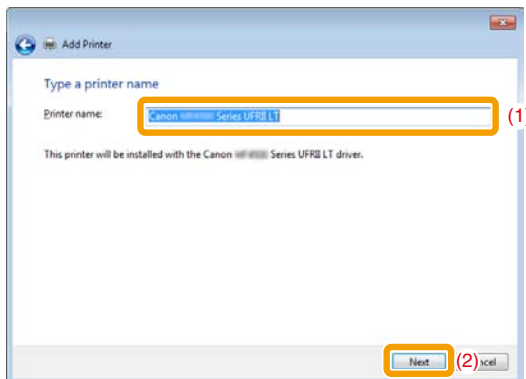 Add Printer
Type a printer name
Printer name:
Canon Series UFRII LT
(1)
This printer will be installed with the Canon Series UFRII LT driver.
Next
(2)
cel